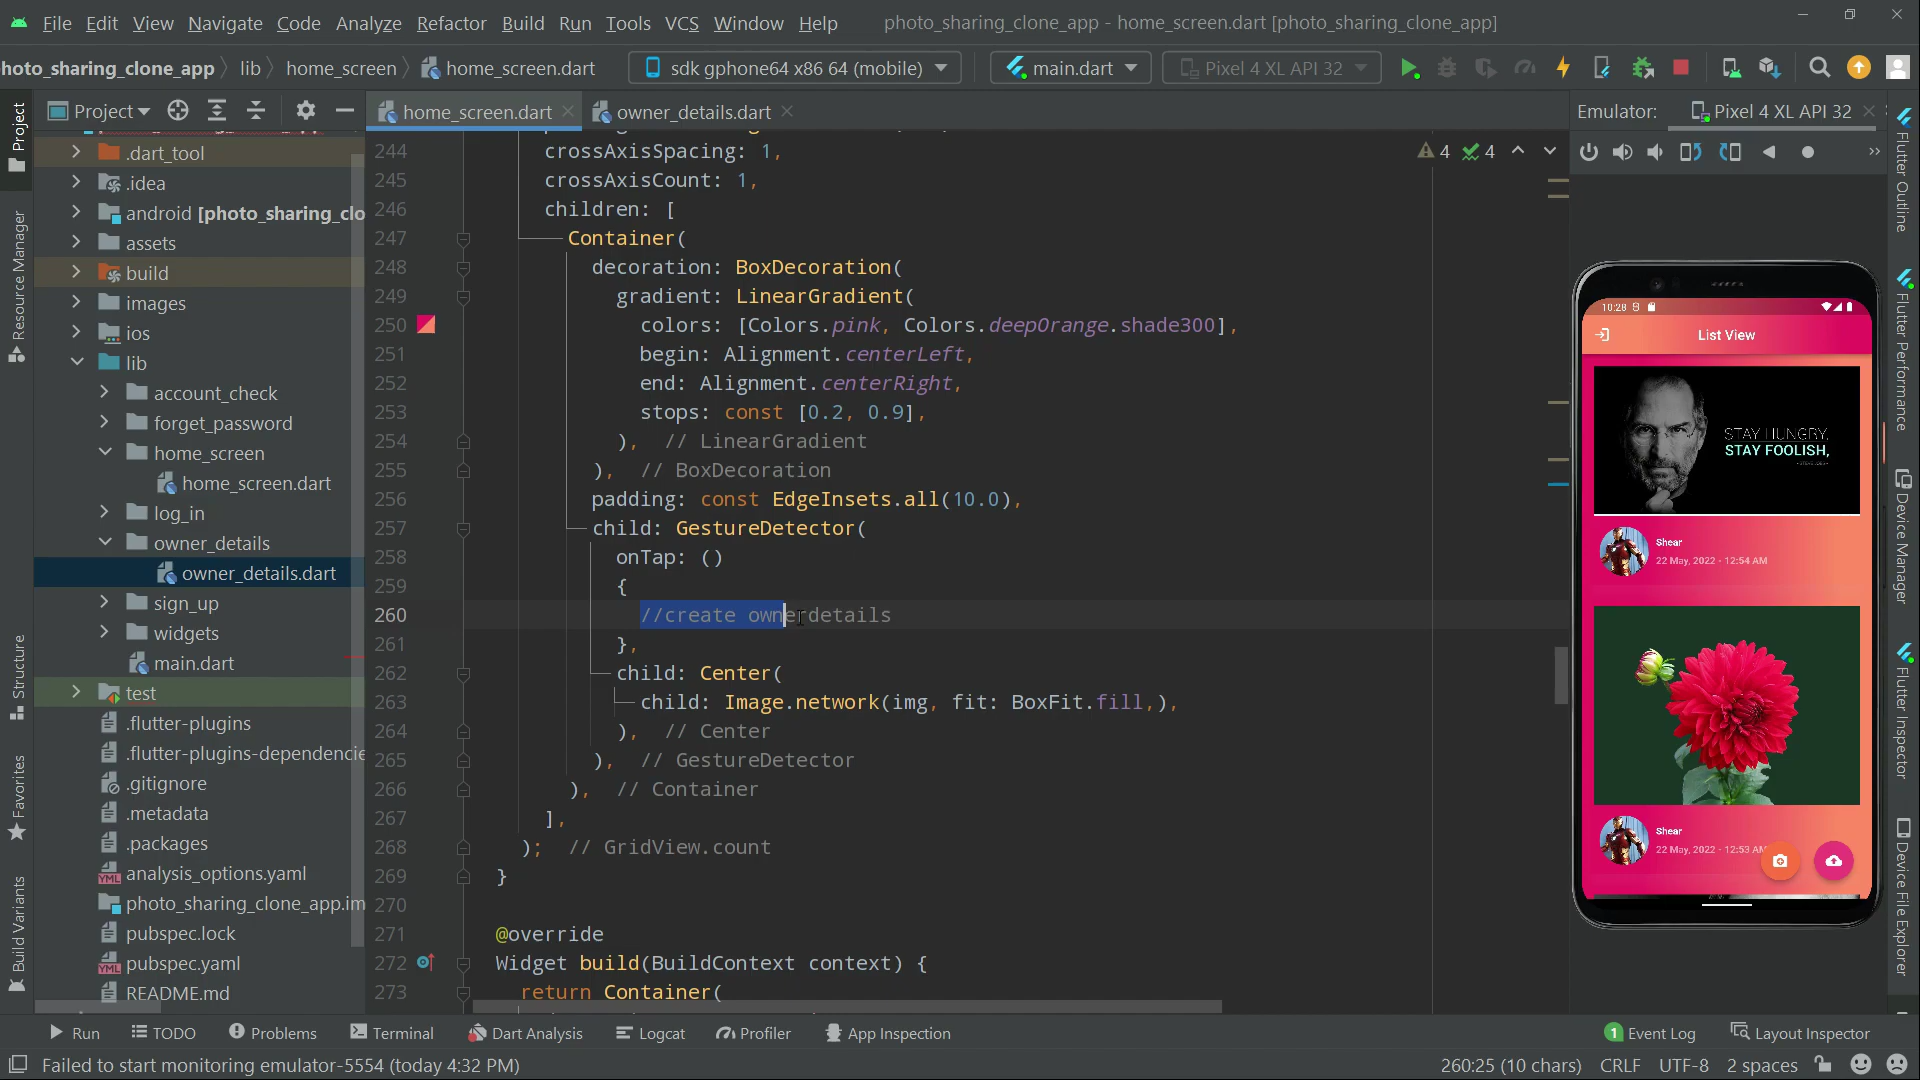 File Edit View Navigate Code Analyze Refactor Build Run Tools VCS Window Help photo_sharing_clone_app - home_screen.dart [photo_sharing_clone_app]
hoto_sharing_clone_app lib home_screen home_screen.dart sdk gphone64 x86 64 (mobile) main.dart Pixel 4 XL API 32
Project home_screen.dart owner_details.dart Emulator: Pixel 4 XL API 32
Project
Resource Manager
Structure
Favorites
Build Variants
.dart_tool
.idea
android [photo_sharing_clo
assets
build
images
ios
lib
account_check
forget_password
home_screen
home_screen.dart
log_in
owner_details
owner_details.dart
sign_up
widgets
main.dart
test
.flutter-plugins
.flutter-plugins-dependencie
.gitignore
.metadata
.packages
analysis_options.yaml
photo_sharing_clone_app.im
pubspec.lock
pubspec.yaml
README.md
4 4
244 crossAxisSpacing: 1,
245 crossAxisCount: 1,
246 children: [
247 Container(
248 decoration: BoxDecoration(
249 gradient: LinearGradient(
250 colors: [Colors.pink, Colors.deepOrange.shade300],
251 begin: Alignment.centerLeft,
252 end: Alignment.centerRight,
253 stops: const [0.2, 0.9],
254 ), // LinearGradient
255 ), // BoxDecoration
256 padding: const EdgeInsets.all(10.0),
257 child: GestureDetector(
258 onTap: ()
259 {
260 //create ownerdetails
261 },
262 child: Center(
263 child: Image.network(img, fit: BoxFit.fill,),
264 ), // Center
265 ), // GestureDetector
266 ), // Container
267 ],
268 ); // GridView.count
269 }
270
271 @override
272 Widget build(BuildContext context) {
273 return Container(
10:28
List View
STAY HUNGRY,
STAY FOOLISH,
Shear
22 May, 2022 - 12:54 AM
Shear
22 May, 2022 - 12:53 AM
Flutter Outline
Flutter Performance
Device Manager
Flutter Inspector
Device File Explorer
Run TODO Problems Terminal Dart Analysis Logcat Profiler App Inspection 1 Event Log Layout Inspector
Failed to start monitoring emulator-5554 (today 4:32 PM) 260:25 (10 chars) CRLF UTF-8 2 spaces